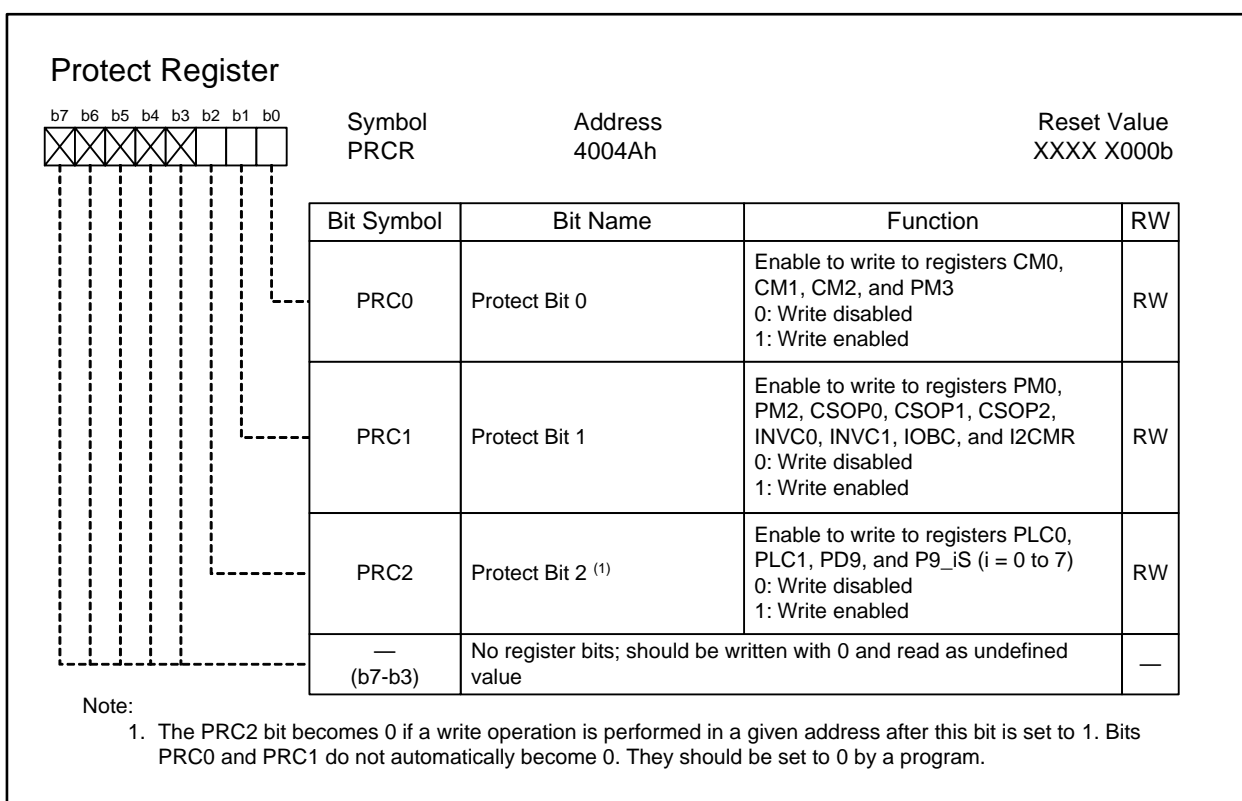 Protect Register
b7 b6 b5 b4 b3 b2 b1 b0
Symbol Address Reset Value
PRCR 4004Ah XXXX X000b
Bit Symbol Bit Name Function RW
PRC0 Protect Bit 0 Enable to write to registers CM0,
CM1, CM2, and PM3
0: Write disabled
1: Write enabled RW
PRC1 Protect Bit 1 Enable to write to registers PM0,
PM2, CSOP0, CSOP1, CSOP2,
INVC0, INVC1, IOBC, and I2CMR
0: Write disabled
1: Write enabled RW
PRC2 Protect Bit 2 (1) Enable to write to registers PLC0,
PLC1, PD9, and P9_iS (i = 0 to 7)
0: Write disabled
1: Write enabled RW
— (b7-b3) No register bits; should be written with 0 and read as undefined
value —
Note:
1. The PRC2 bit becomes 0 if a write operation is performed in a given address after this bit is set to 1. Bits
PRC0 and PRC1 do not automatically become 0. They should be set to 0 by a program.